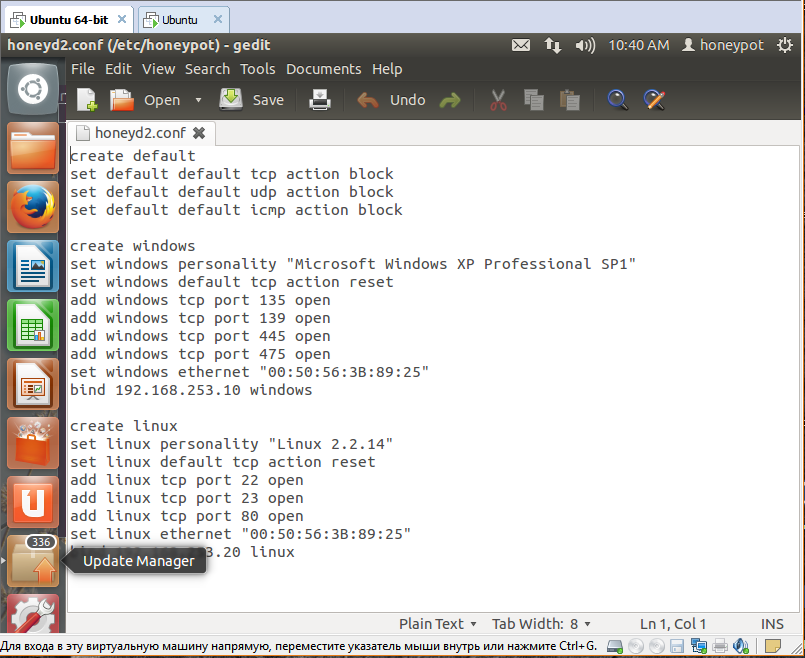 Ubuntu 64-bit
Ubuntu
honeyd2.conf (/etc/honeypot) - gedit
10:40 AM honeypot
File Edit View Search Tools Documents Help
Open Save Undo
honeyd2.conf
create default
set default default tcp action block
set default default udp action block
set default default icmp action block
create windows
set windows personality "Microsoft Windows XP Professional SP1"
set windows default tcp action reset
add windows tcp port 135 open
add windows tcp port 139 open
add windows tcp port 445 open
add windows tcp port 475 open
set windows ethernet "00:50:56:3B:89:25"
bind 192.168.253.10 windows
create linux
set linux personality "Linux 2.2.14"
set linux default tcp action reset
add linux tcp port 22 open
add linux tcp port 23 open
add linux tcp port 80 open
set linux ethernet "00:50:56:3B:89:25"
linux
336
Update Manager
Plain Text Tab Width: 8 Ln 1, Col 1 INS
Для входа в эту виртуальную машину напрямую, переместите указатель мыши внутрь или нажмите Ctrl+G.